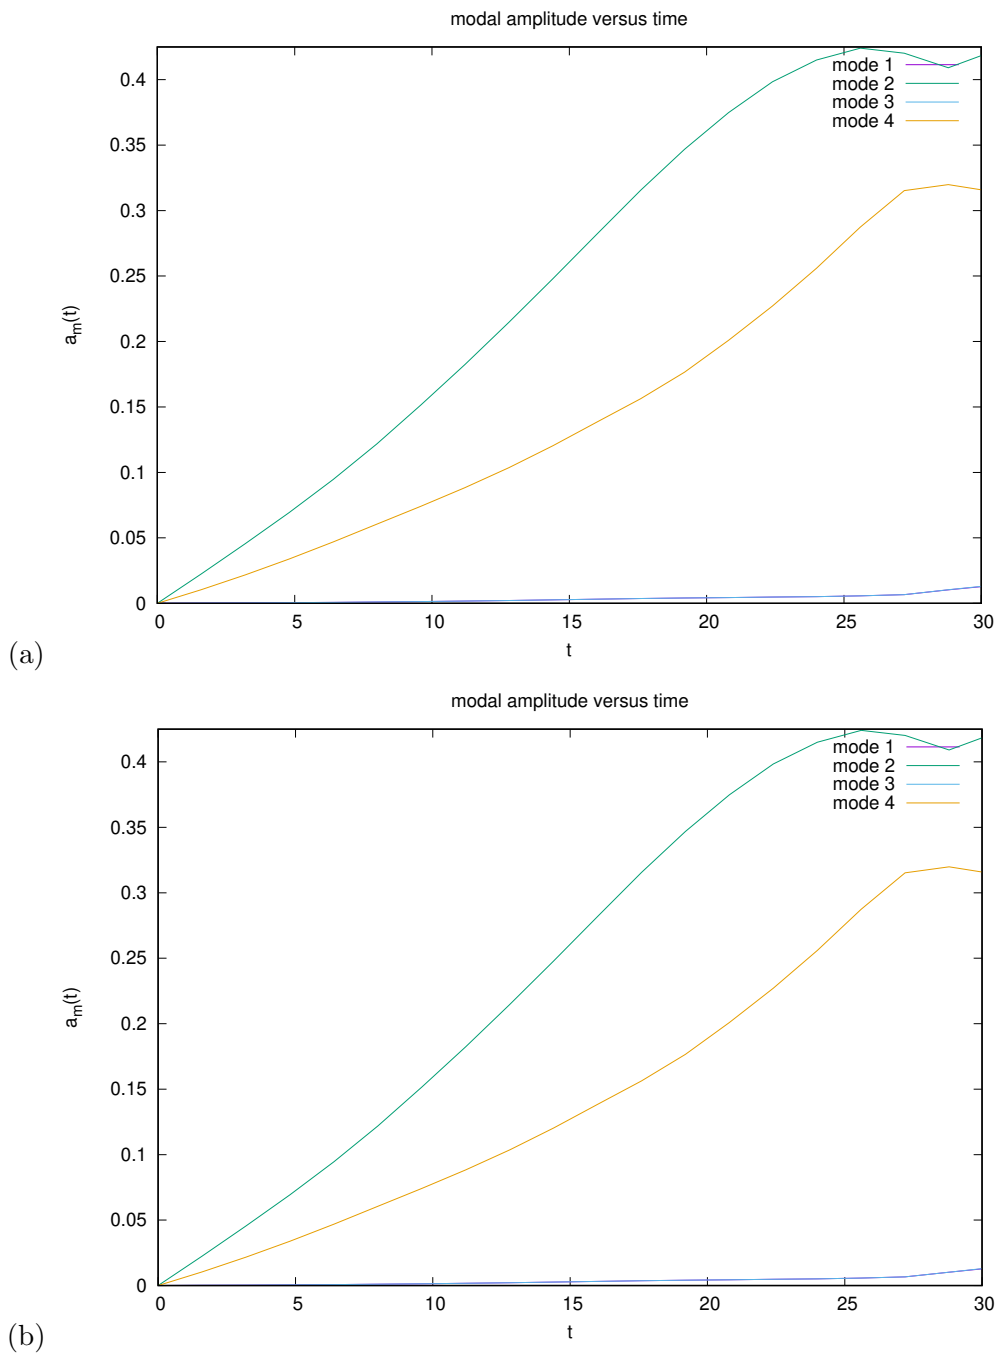 modal amplitude versus time
0.4
0.35
0.3
0.25
0.2
0.15
0.1
0.05
0
a_m(t)
mode 1
mode 2
mode 3
mode 4
0 5 10 15 20 25 30
t
(a)
modal amplitude versus time
0.4
0.35
0.3
0.25
0.2
0.15
0.1
0.05
0
a_m(t)
mode 1
mode 2
mode 3
mode 4
0 5 10 15 20 25 30
t
(b)